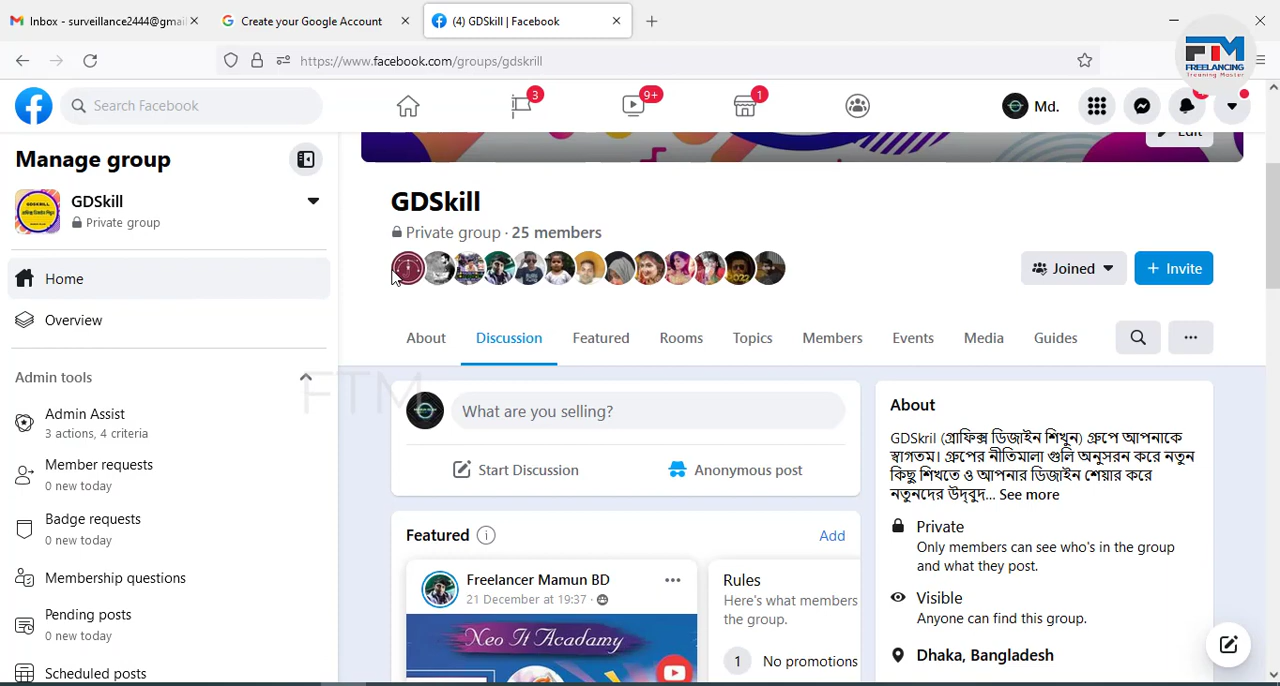 Inbox - surveillance2444@gmai
Create your Google Account
(4) GDSkill | Facebook
https://www.facebook.com/groups/gdskrill
FTM
FREELANCING
Treaning Master
Search Facebook
3
9+
1
Md.
Manage group
Edit
GDSkill
Private group
GDSkill
Private group · 25 members
Joined
+ Invite
Home
Overview
About
Discussion
Featured
Rooms
Topics
Members
Events
Media
Guides
Admin tools
FTM
Admin Assist
3 actions, 4 criteria
Member requests
0 new today
Badge requests
0 new today
Membership questions
Pending posts
0 new today
Scheduled posts
What are you selling?
Start Discussion
Anonymous post
Featured
Add
Freelancer Mamun BD
21 December at 19:37 ·
Neo It Acadamy
Rules
Here's what members
the group.
1 No promotions
About
GDSkril (গ্রাফিক্স ডিজাইন শিখুন) গ্রুপে আপনাকে
স্বাগতম। গ্রুপের নীতিমালা গুলি অনুসরন করে নতুন
কিছু শিখতে ও আপনার ডিজাইন শেয়ার করে
নতুনদের উদ্বুদ... See more
Private
Only members can see who's in the group
and what they post.
Visible
Anyone can find this group.
Dhaka, Bangladesh